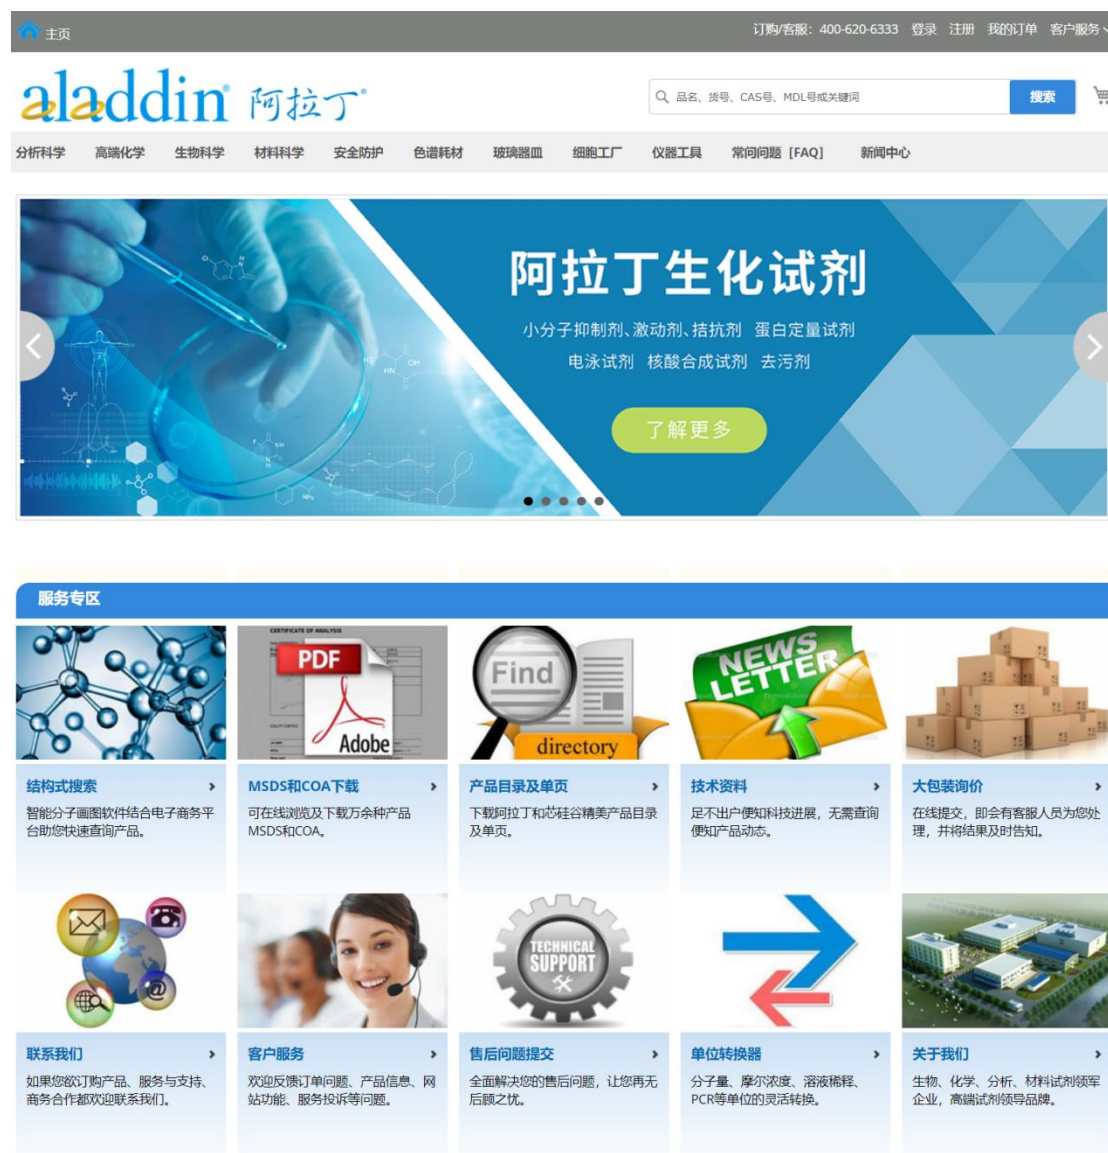 主页
订购/客服：400-620-6333 登录 注册 我的订单 客户服务
aladdin® 阿拉丁®
品名、货号、CAS号、MDL号或关键词
搜索
分析科学 高端化学 生物科学 材料科学 安全防护 色谱耗材 玻璃器皿 细胞工厂 仪器工具 常问问题 [FAQ] 新闻中心
阿拉丁生化试剂
小分子抑制剂、激动剂、拮抗剂 蛋白定量试剂
电泳试剂 核酸合成试剂 去污剂
了解更多
HS
OH
HN
NH₂
服务专区
CERTIFICATE OF ANALYSIS
PDF
Adobe
Find
directory
NEWS
LETTER
结构式搜索
智能分子画图软件结合电子商务平
台助您快速查询产品。
MSDS和COA下载
可在线浏览及下载万余种产品
MSDS和COA。
产品目录及单页
下载阿拉丁和芯硅谷精美产品目录
及单页。
技术资料
足不出户便知科技进展，无需查询
便知产品动态。
大包装询价
在线提交，即会有客服人员为您处
理，并将结果及时告知。
@
TECHNICAL
SUPPORT
联系我们
如果您欲订购产品、服务与支持、
商务合作都欢迎联系我们。
客户服务
欢迎反馈订单问题、产品信息、网
站功能、服务投诉等问题。
售后问题提交
全面解决您的售后问题，让您再无
后顾之忧。
单位转换器
分子量、摩尔浓度、溶液稀释、
PCR等单位的灵活转换。
关于我们
生物、化学、分析、材料试剂领军
企业，高端试剂领导品牌。